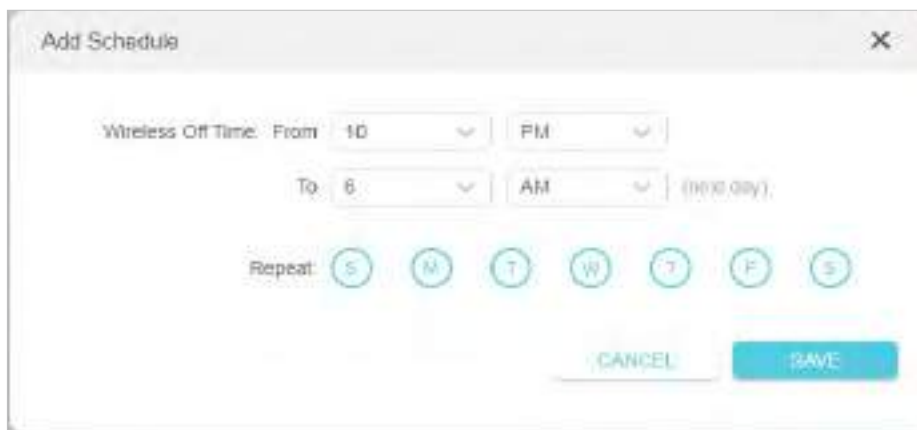 Add Schedule
Wireless Off Time: From 10 PM
To 6 AM (next day)
Repeat: S M T W T F S
CANCEL SAVE